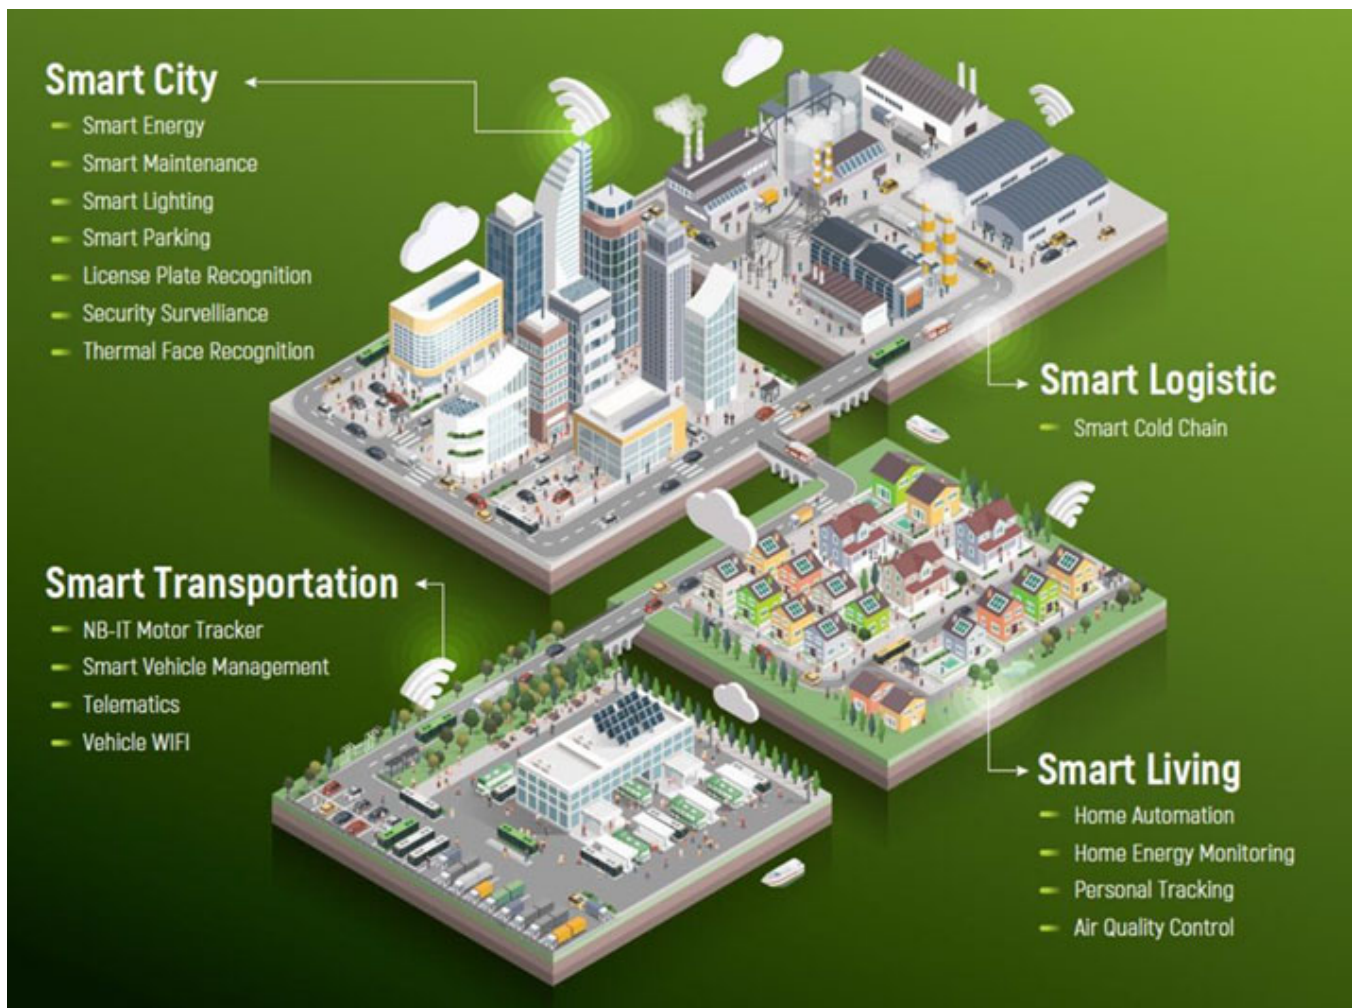 Smart City
Smart Energy
Smart Maintenance
Smart Lighting
Smart Parking
License Plate Recognition
Security Survelliance
Thermal Face Recognition
Smart Logistic
Smart Cold Chain
Smart Transportation
NB-IT Motor Tracker
Smart Vehicle Management
Telematics
Vehicle WIFI
Smart Living
Home Automation
Home Energy Monitoring
Personal Tracking
Air Quality Control